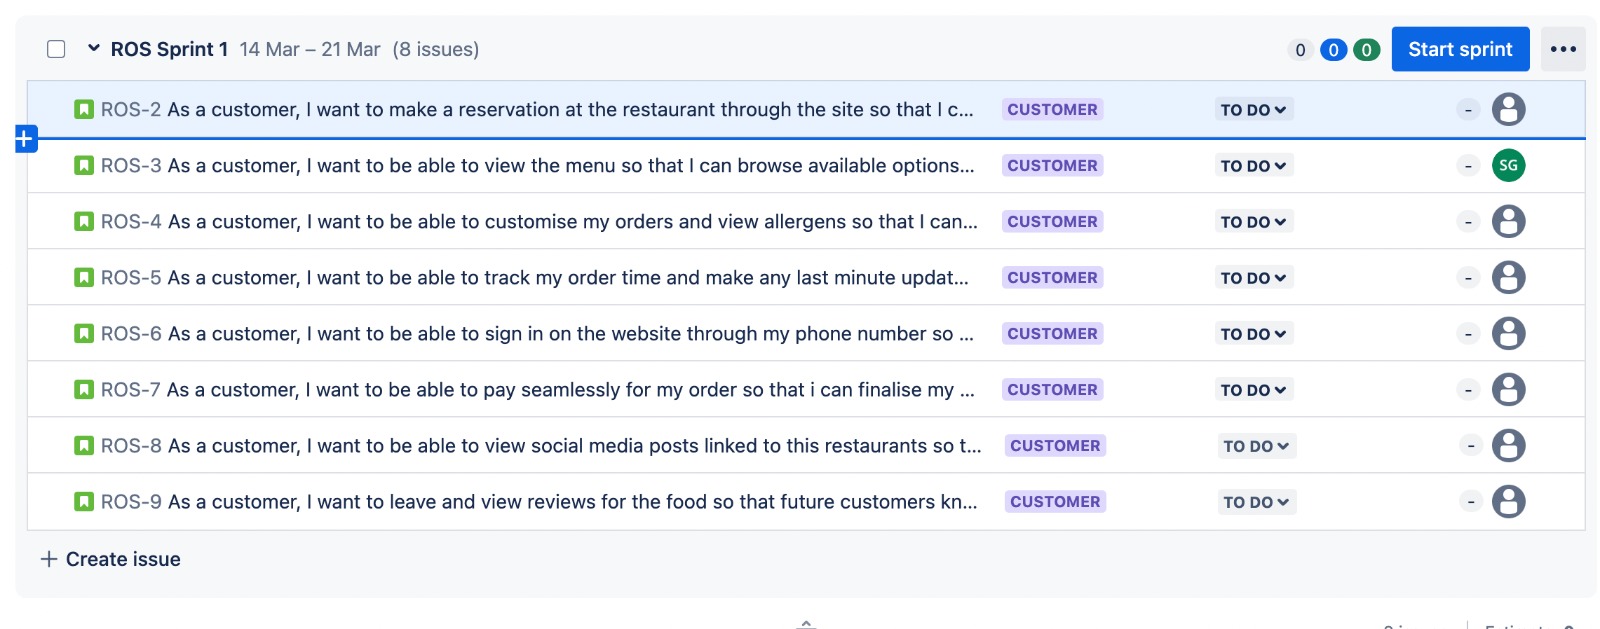 ROS Sprint 1 14 Mar – 21 Mar (8 issues) 0 0 0 Start sprint
ROS-2 As a customer, I want to make a reservation at the restaurant through the site so that I c... CUSTOMER TO DO -
ROS-3 As a customer, I want to be able to view the menu so that I can browse available options... CUSTOMER TO DO - SG
ROS-4 As a customer, I want to be able to customise my orders and view allergens so that I can... CUSTOMER TO DO -
ROS-5 As a customer, I want to be able to track my order time and make any last minute updat... CUSTOMER TO DO -
ROS-6 As a customer, I want to be able to sign in on the website through my phone number so ... CUSTOMER TO DO -
ROS-7 As a customer, I want to be able to pay seamlessly for my order so that i can finalise my ... CUSTOMER TO DO -
ROS-8 As a customer, I want to be able to view social media posts linked to this restaurants so t... CUSTOMER TO DO -
ROS-9 As a customer, I want to leave and view reviews for the food so that future customers kn... CUSTOMER TO DO -
+ Create issue